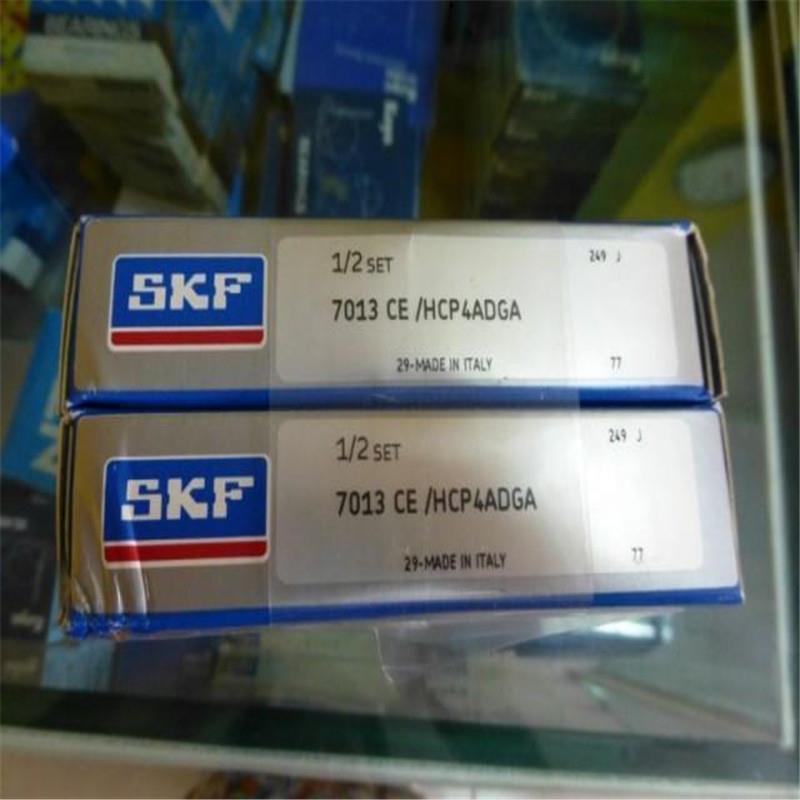 BEARINGS
SKF
1/2 SET
249 J
7013 CE /HCP4ADGA
29-MADE IN ITALY
77
SKF
1/2 SET
249 J
7013 CE /HCP4ADGA
29-MADE IN ITALY
77